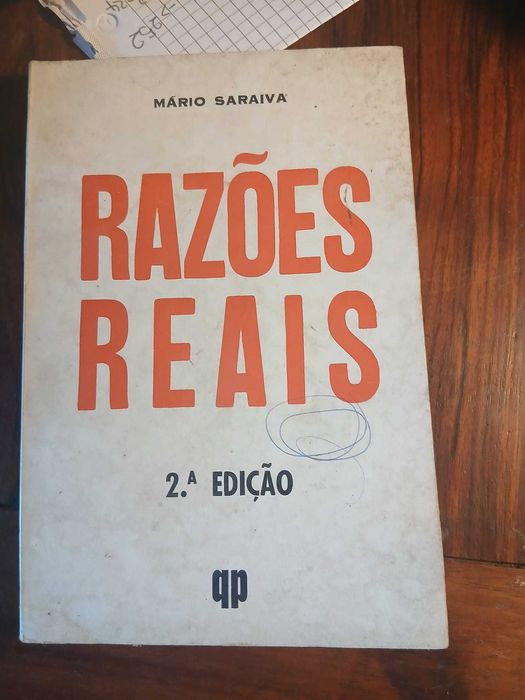 MÁRIO SARAIVA
RAZÕES
REAIS
2.ª EDIÇÃO
qp